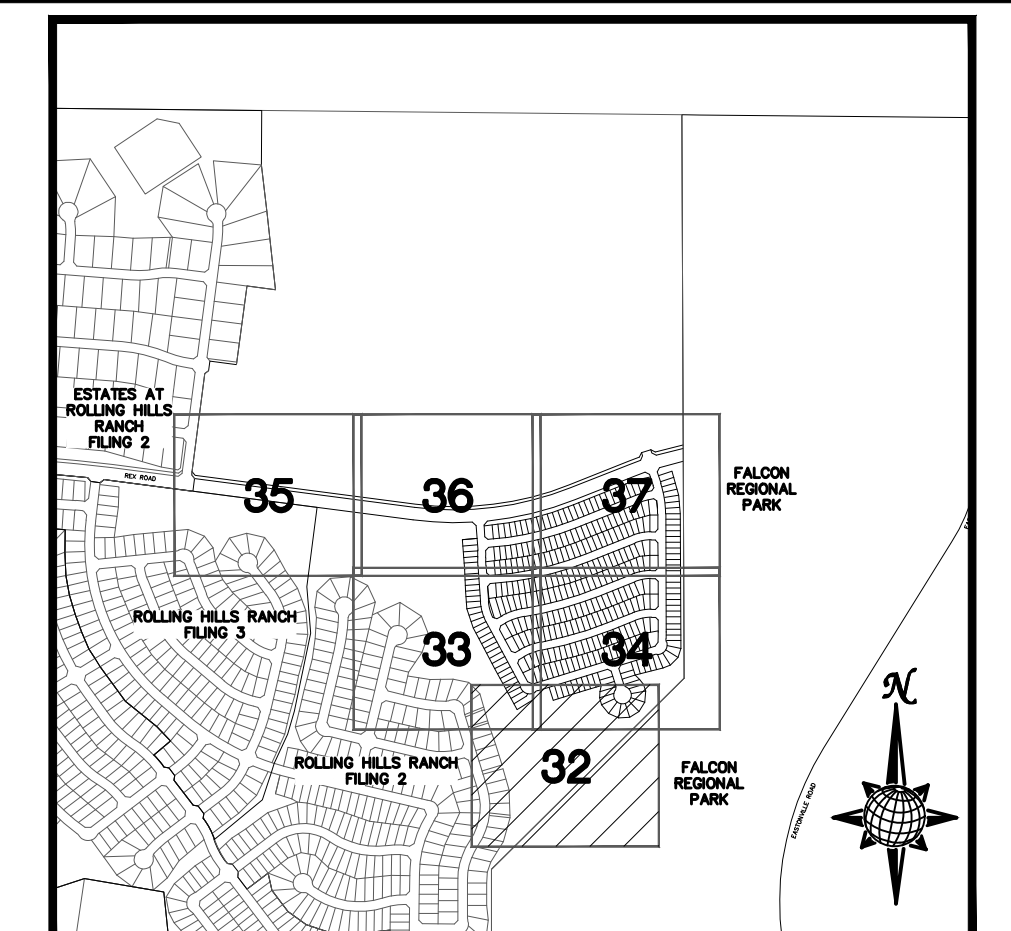 ESTATES AT
ROLLING HILLS
RANCH
FILING 2
REX ROAD
35
36
37
FALCON
REGIONAL
PARK
ROLLING HILLS RANCH
FILING 3
33
34
N
ROLLING HILLS RANCH
FILING 2
32
FALCON
REGIONAL
PARK
EASTONVILLE ROAD